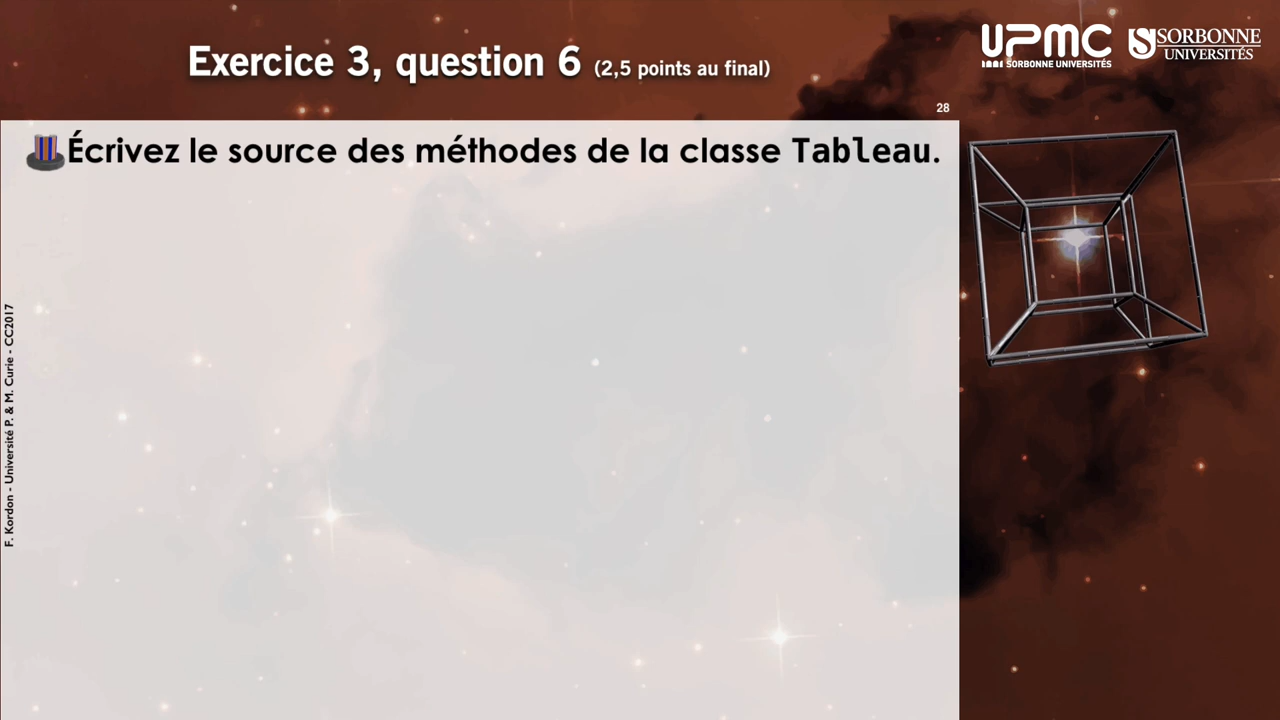 Exercice 3, question 6 (2,5 points au final)
UPMC
SORBONNE UNIVERSITÉS
SORBONNE
UNIVERSITÉS
28
Écrivez le source des méthodes de la classe Tableau.
F. Kordon - Université P. & M. Curie - CC2017